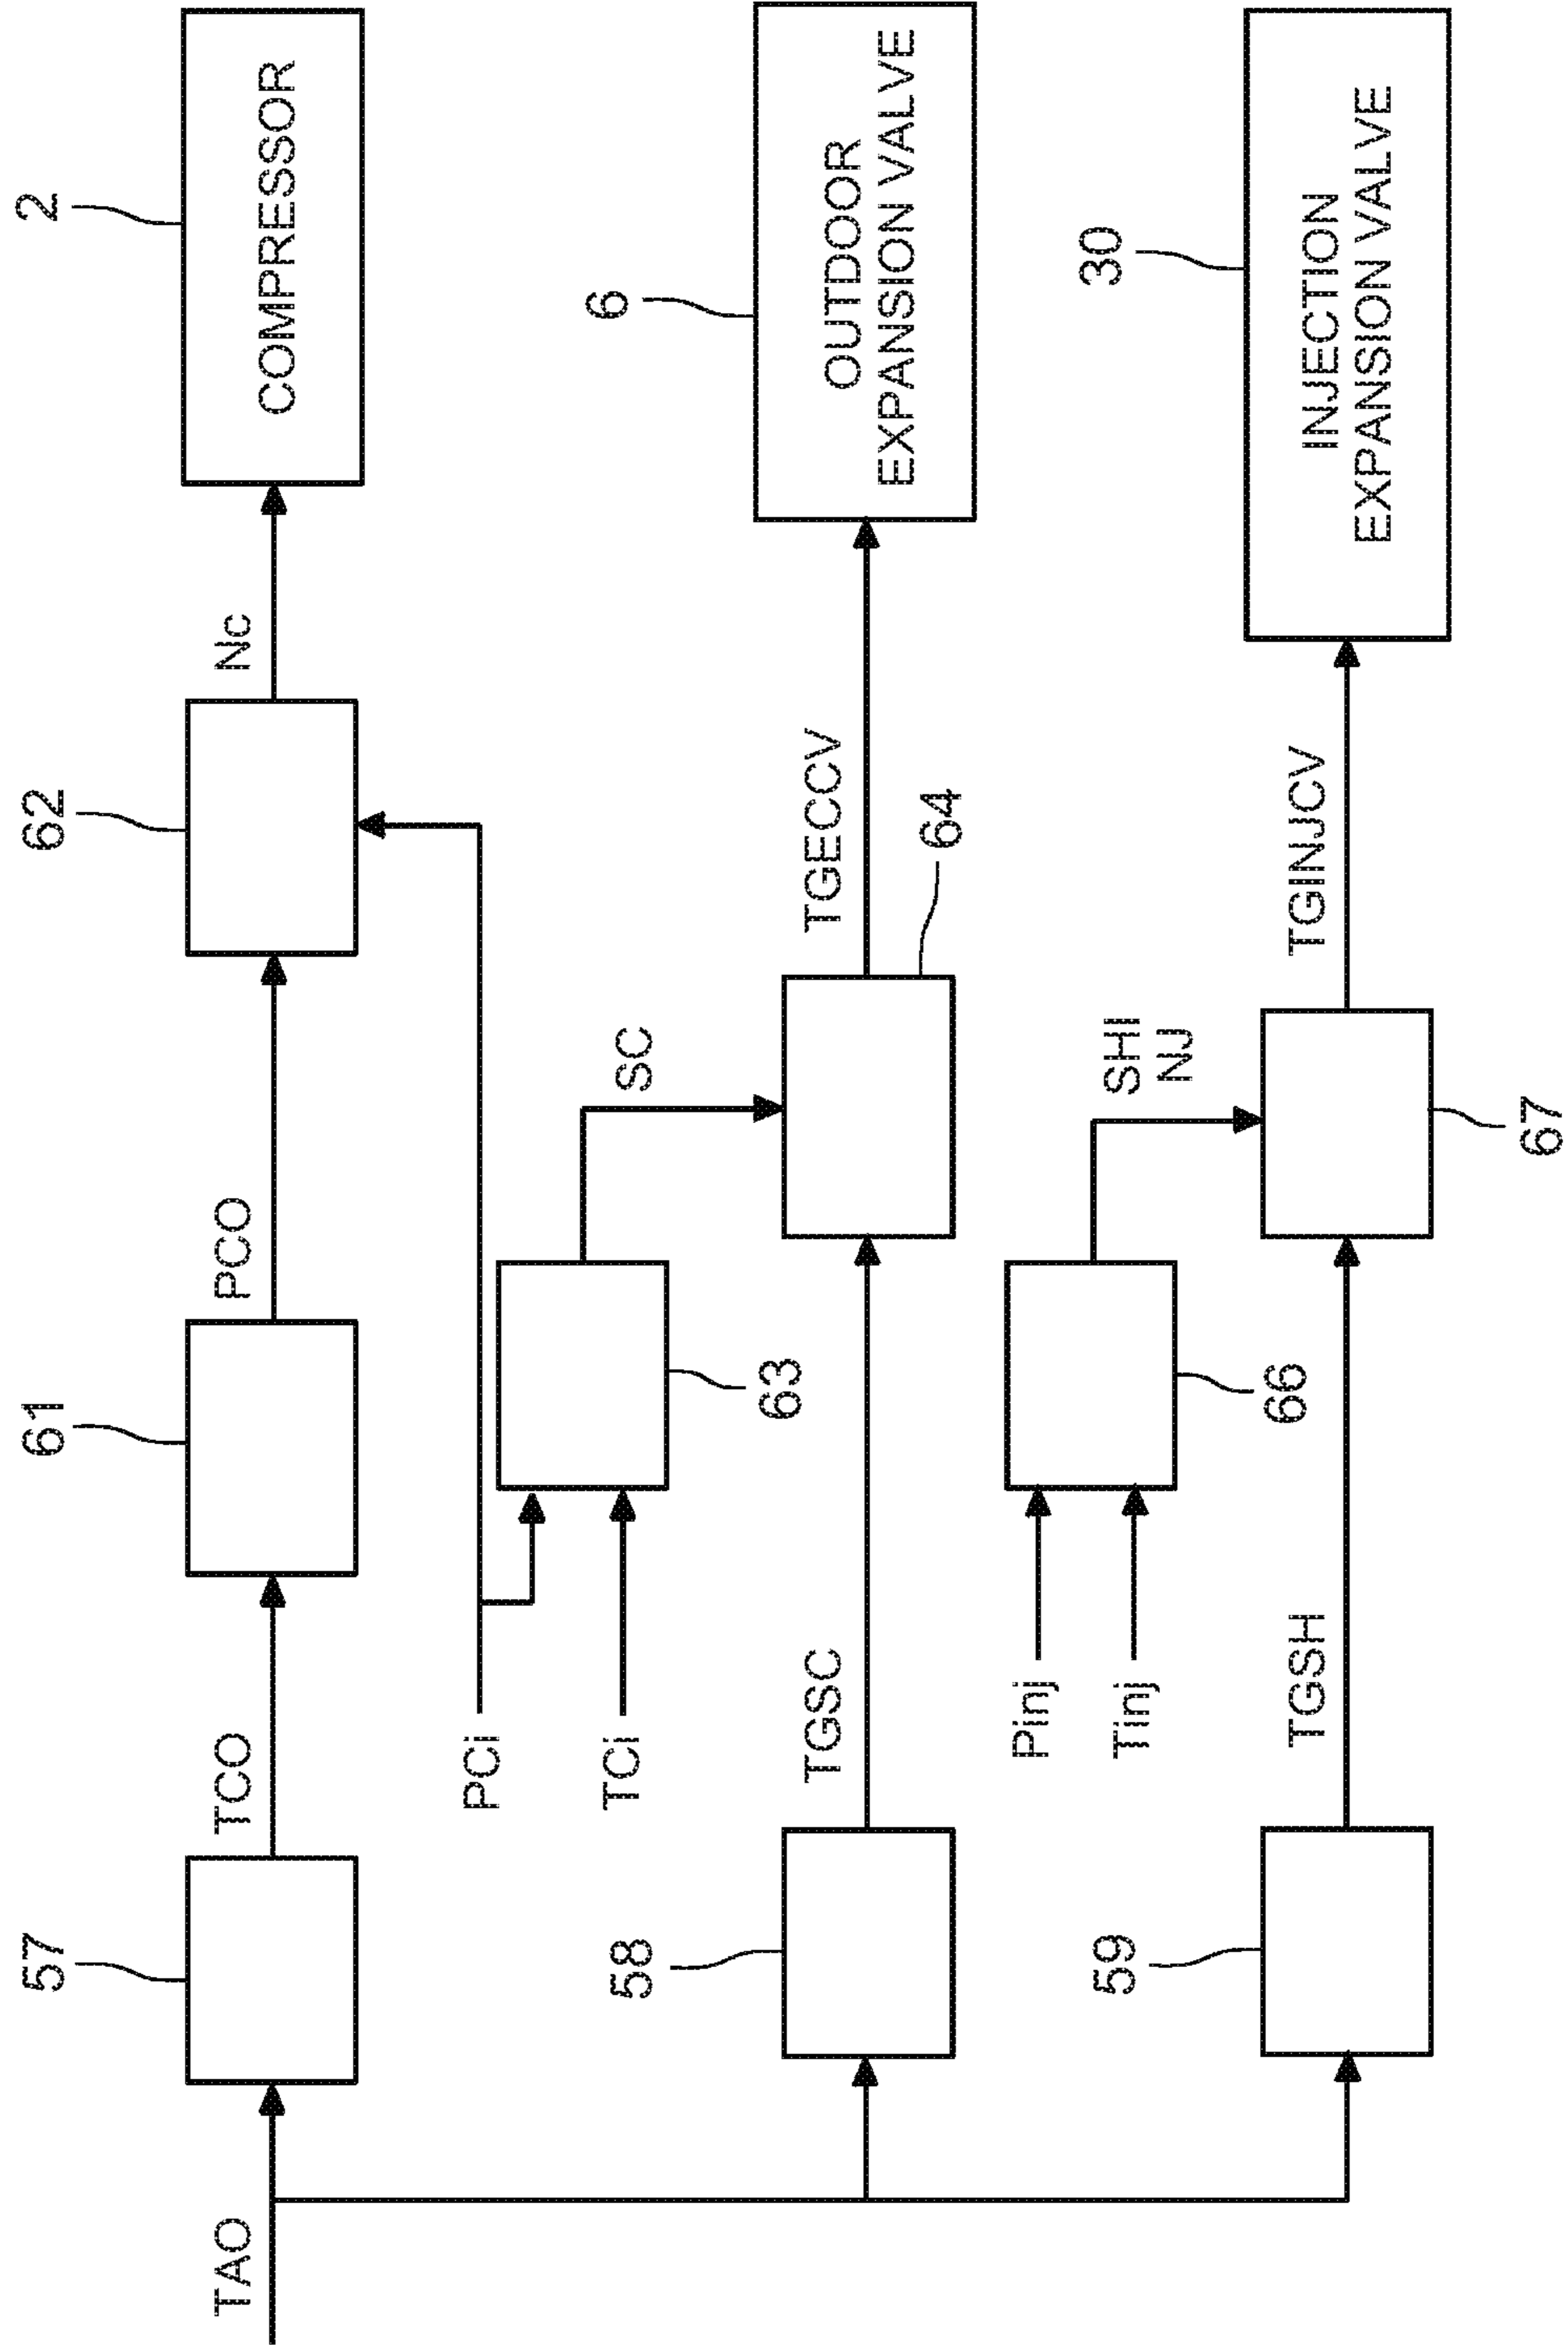 57
61
62
2
TAO
TCO
PCO
Nc
COMPRESSOR
PCi
TCi
63
SC
6
58
TGSC
64
TGECCV
OUTDOOR
EXPANSION VALVE
Pinj
Tinj
66
SHI
NJ
30
59
TGSH
67
TGINJCV
INJECTION
EXPANSION VALVE